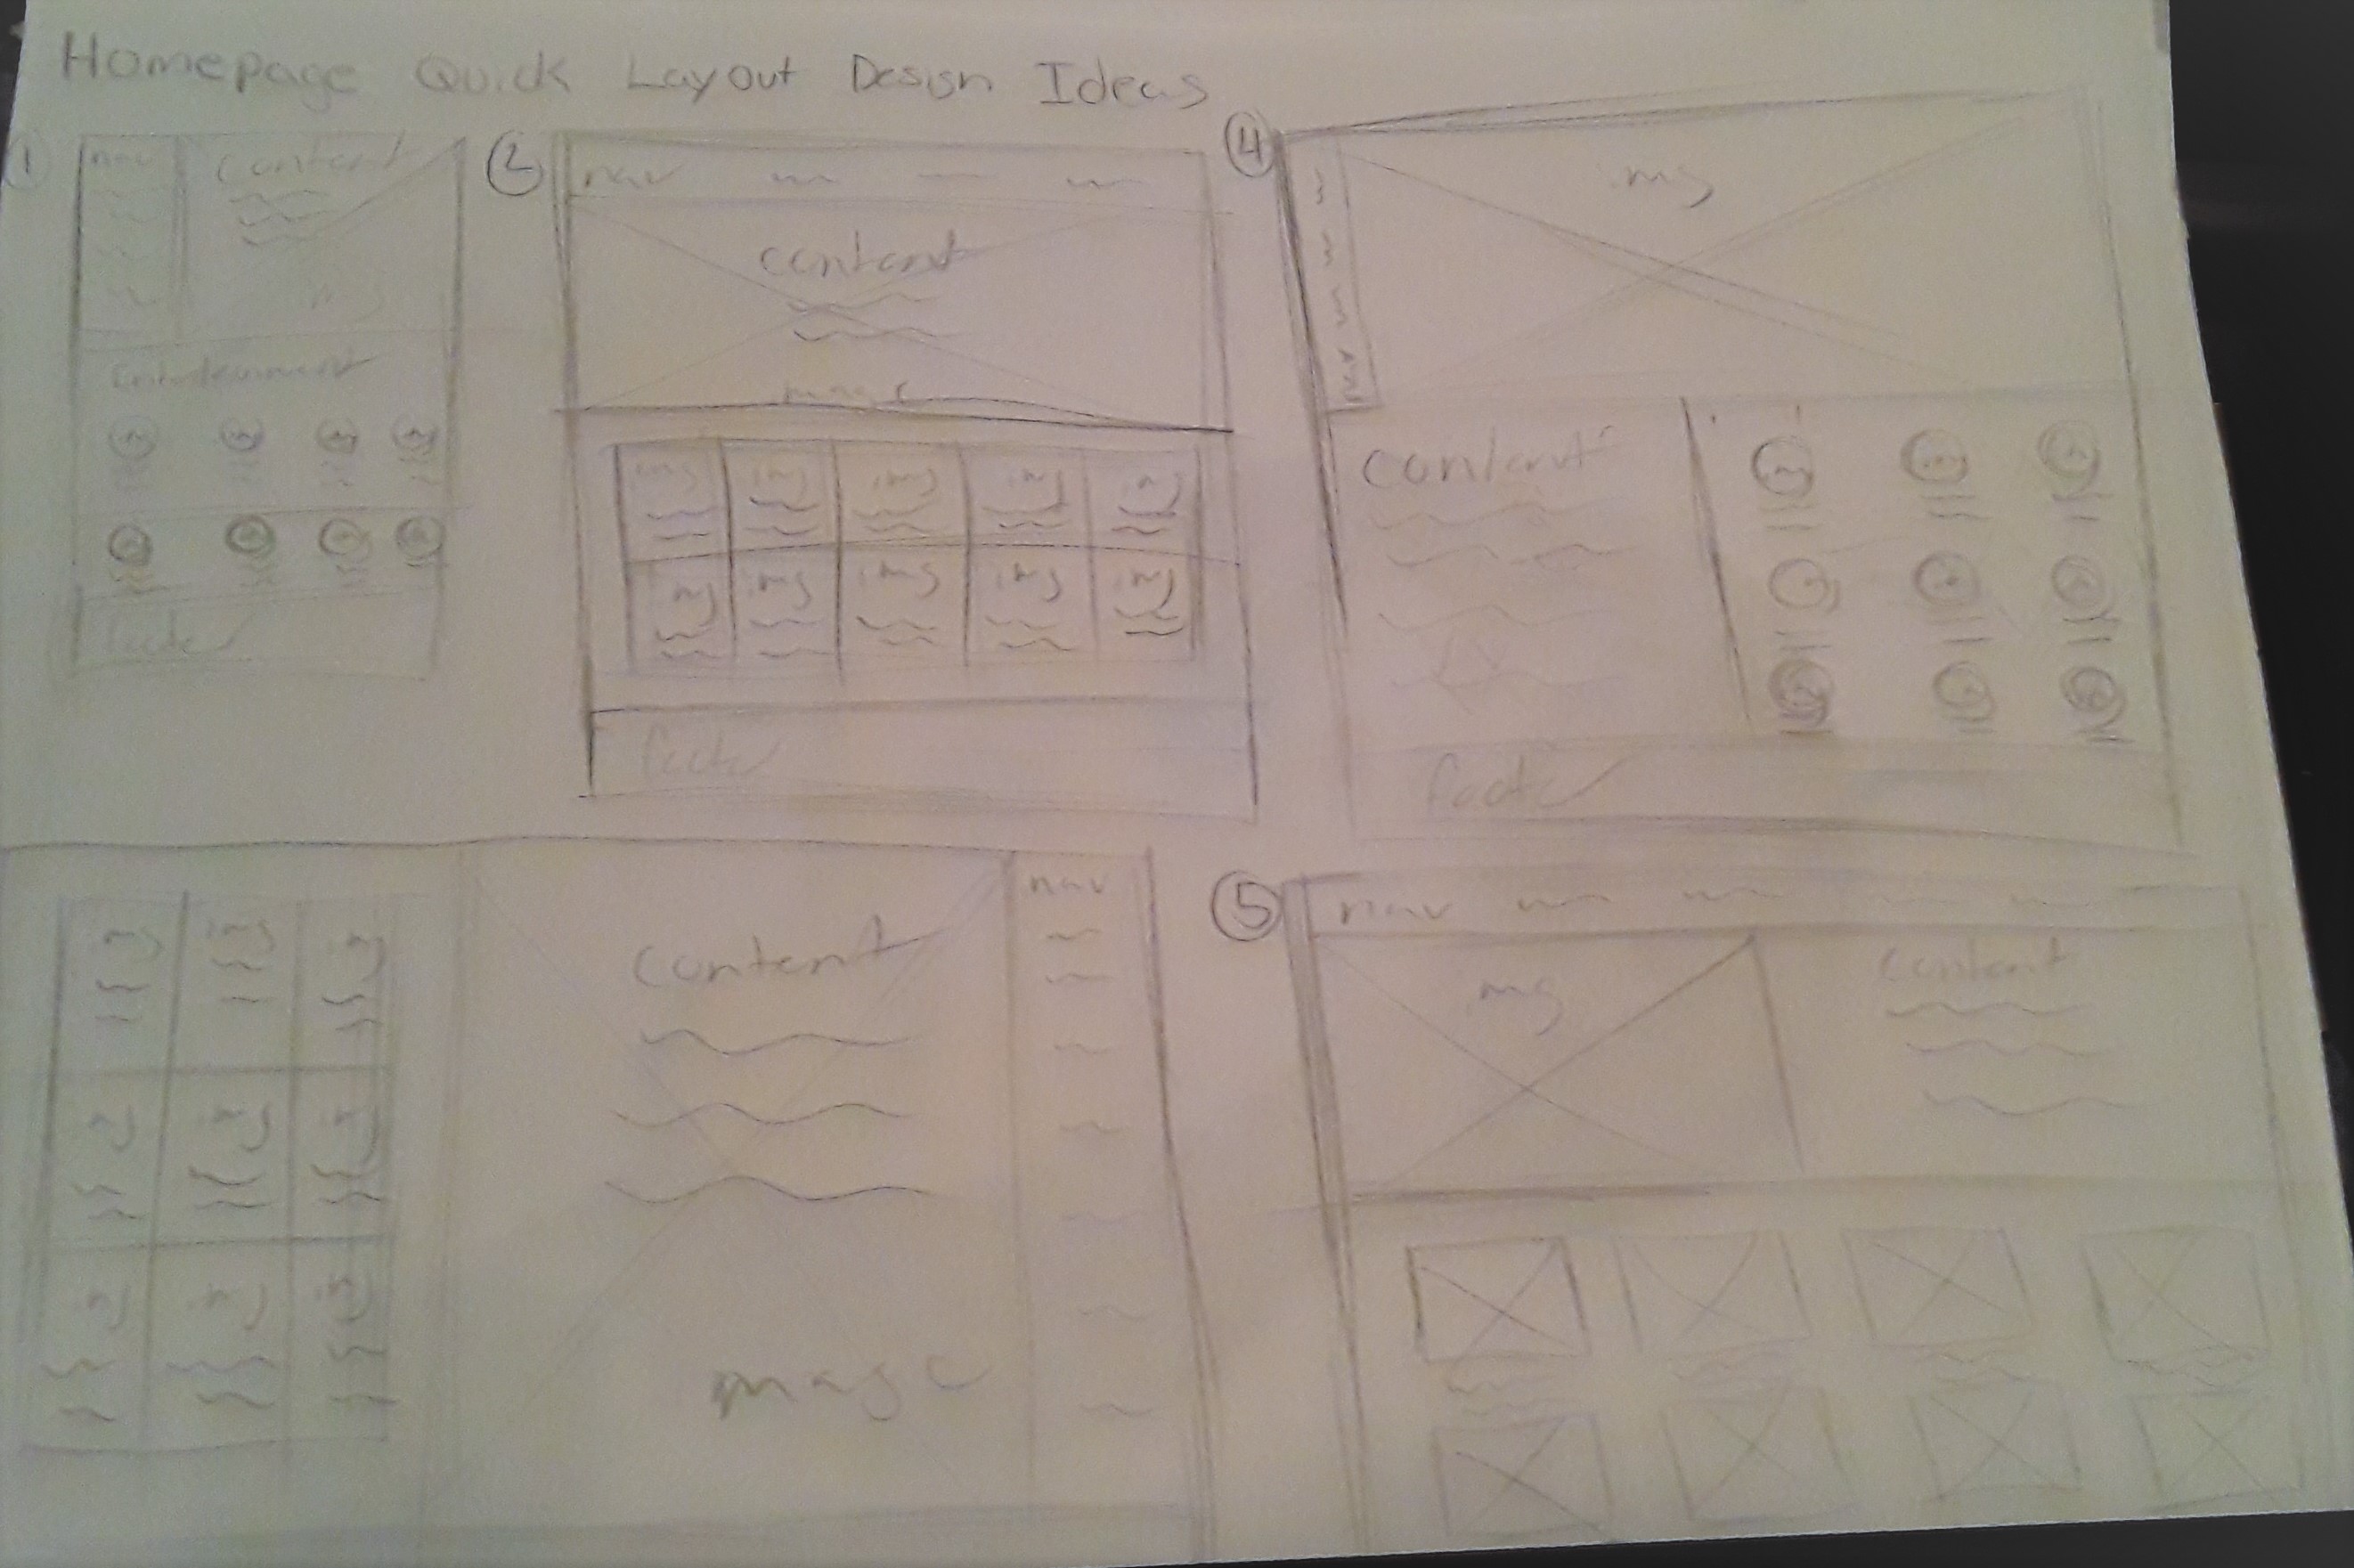 Homepage Quick Layout Design Ideas
1
nav
content
Entertainment
footer
2
nav
content
image
img img img img img
img img img img img
footer
4
img
nav
content
footer
img img img
img img img
img img img
content
image
nav
5
nav
img
content